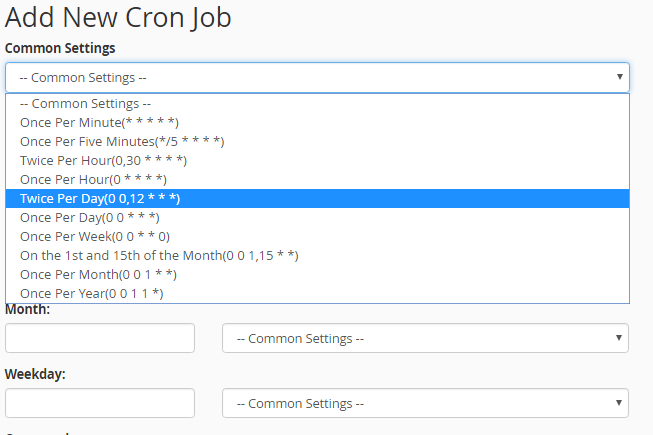 Add New Cron Job
Common Settings
-- Common Settings --
-- Common Settings --
Once Per Minute(* * * * *)
Once Per Five Minutes(*/5 * * * *)
Twice Per Hour(0,30 * * * *)
Once Per Hour(0 * * * *)
Twice Per Day(0 0,12 * * *)
Once Per Day(0 0 * * *)
Once Per Week(0 0 * * 0)
On the 1st and 15th of the Month(0 0 1,15 * *)
Once Per Month(0 0 1 * *)
Once Per Year(0 0 1 1 *)
Month:
-- Common Settings --
Weekday:
-- Common Settings --